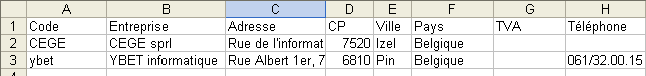 A B C D E F G H
1 Code Entreprise Adresse CP Ville Pays TVA Téléphone
2 CEGE CEGE sprl Rue de l'informat 7520 Izel Belgique
3 ybet YBET informatique Rue Albert 1er, 7 6810 Pin Belgique 061/32.00.15